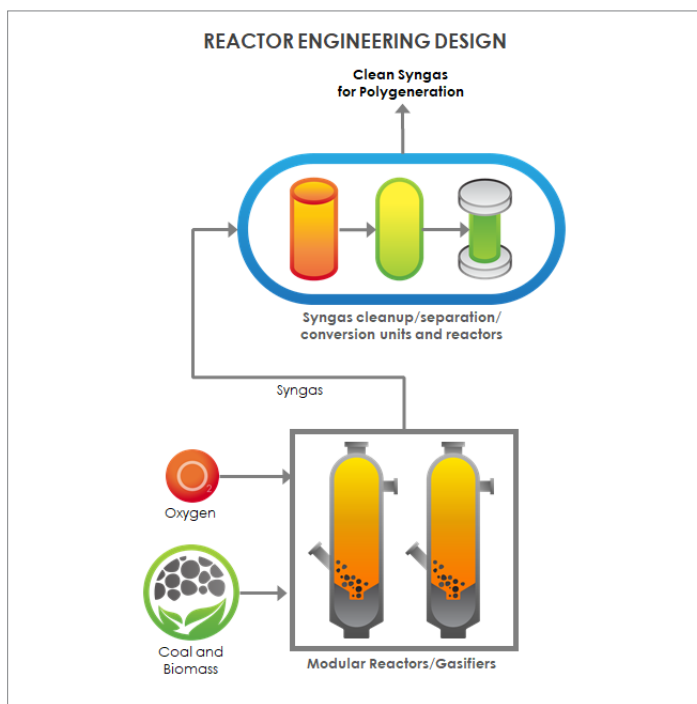 REACTOR ENGINEERING DESIGN
Clean Syngas
for Polygeneration
Syngas cleanup/separation/
conversion units and reactors
Syngas
O2
Oxygen
Coal and
Biomass
Modular Reactors/Gasifiers